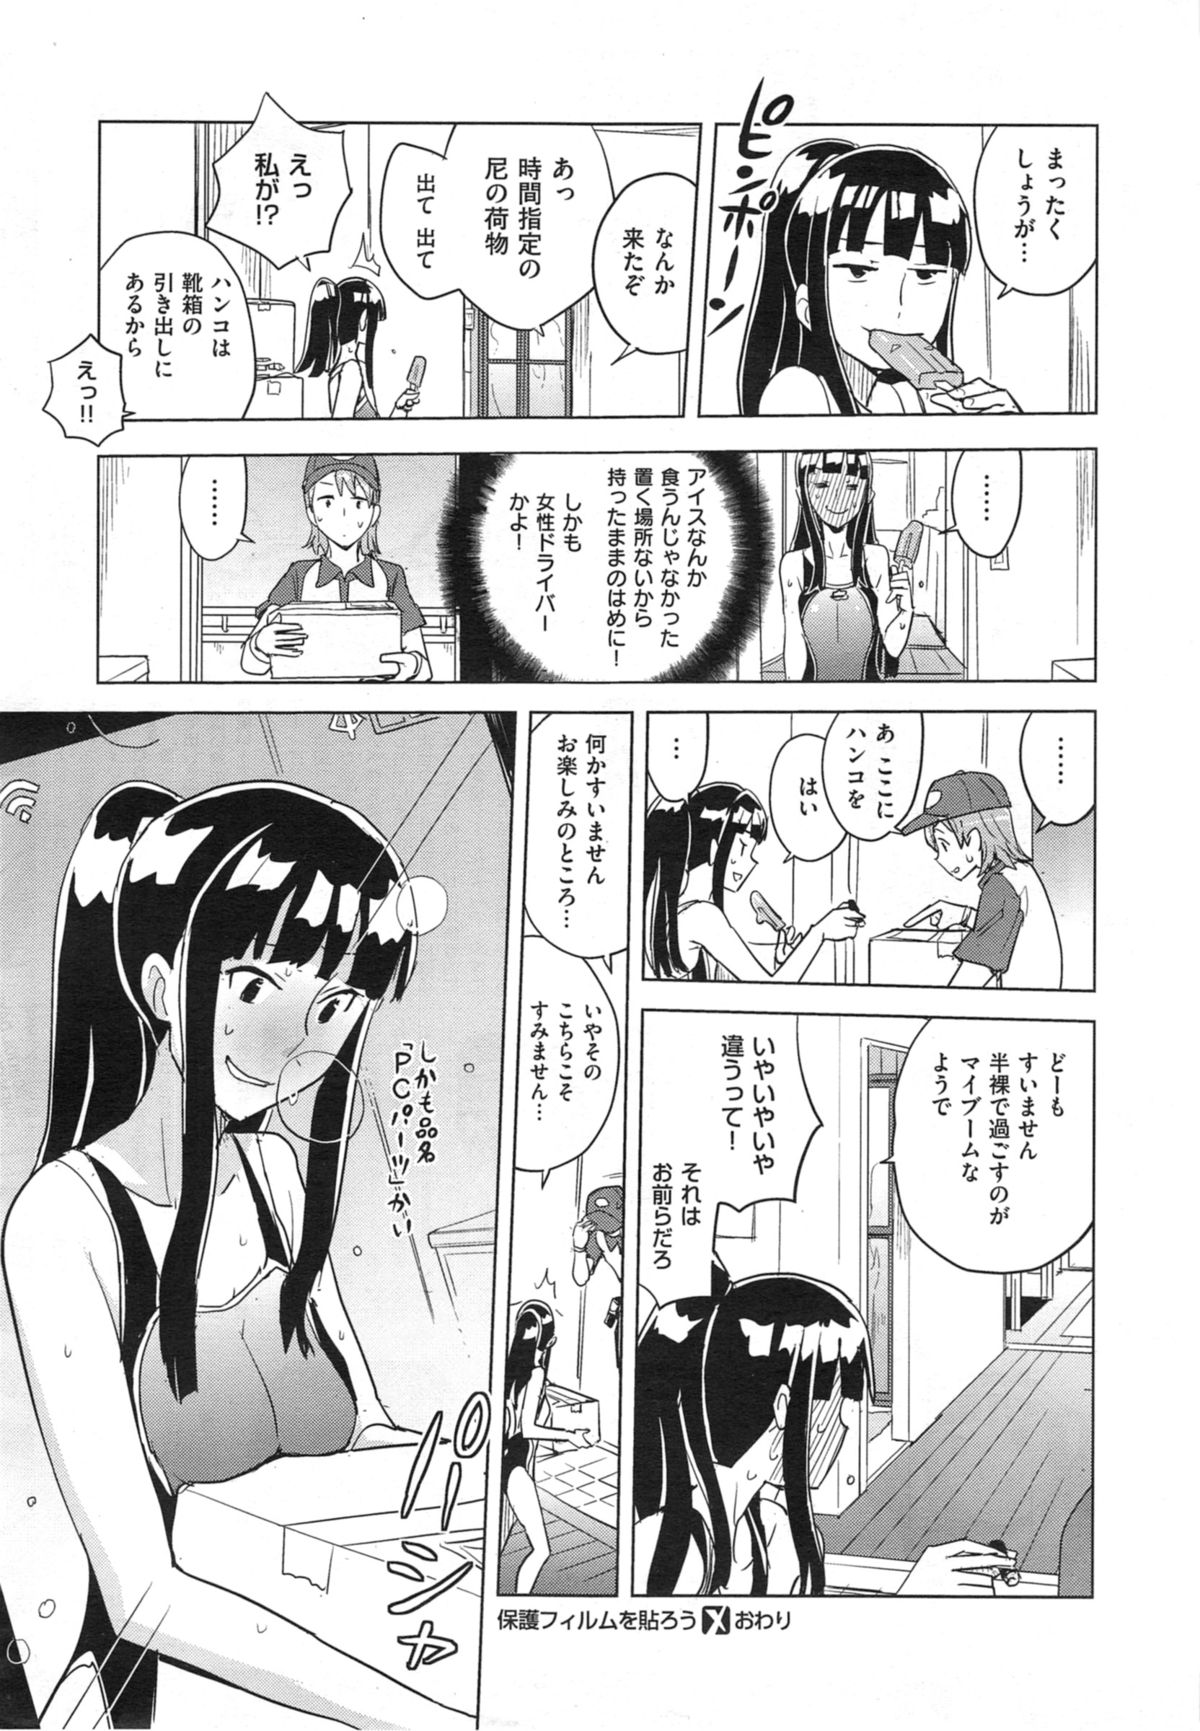 まったく
しょうが…
ピンポーン
なんか
来たぞ
あっ
時間指定の
尼の荷物
出て 出て
えっ
私が!?
ハンコは
靴箱の
引き出しに
あるから
えっ!!
……
アイスなんか
食うんじゃなかった
置く場所ないから
持ったままのはめに!
しかも
女性ドライバー
かよ!
……
……
あ ここに
ハンコを
はい
…
どーも
すいません
半裸で過ごすのが
マイブームな
ようで
いやいやいや
違うって!
それは
お前らだろ
何かすいません
お楽しみのところ…
いやその
こちらこそ
すみません…
しかも品名
「PCパーツ」かい
パシャ
保護フィルムを貼ろう X おわり